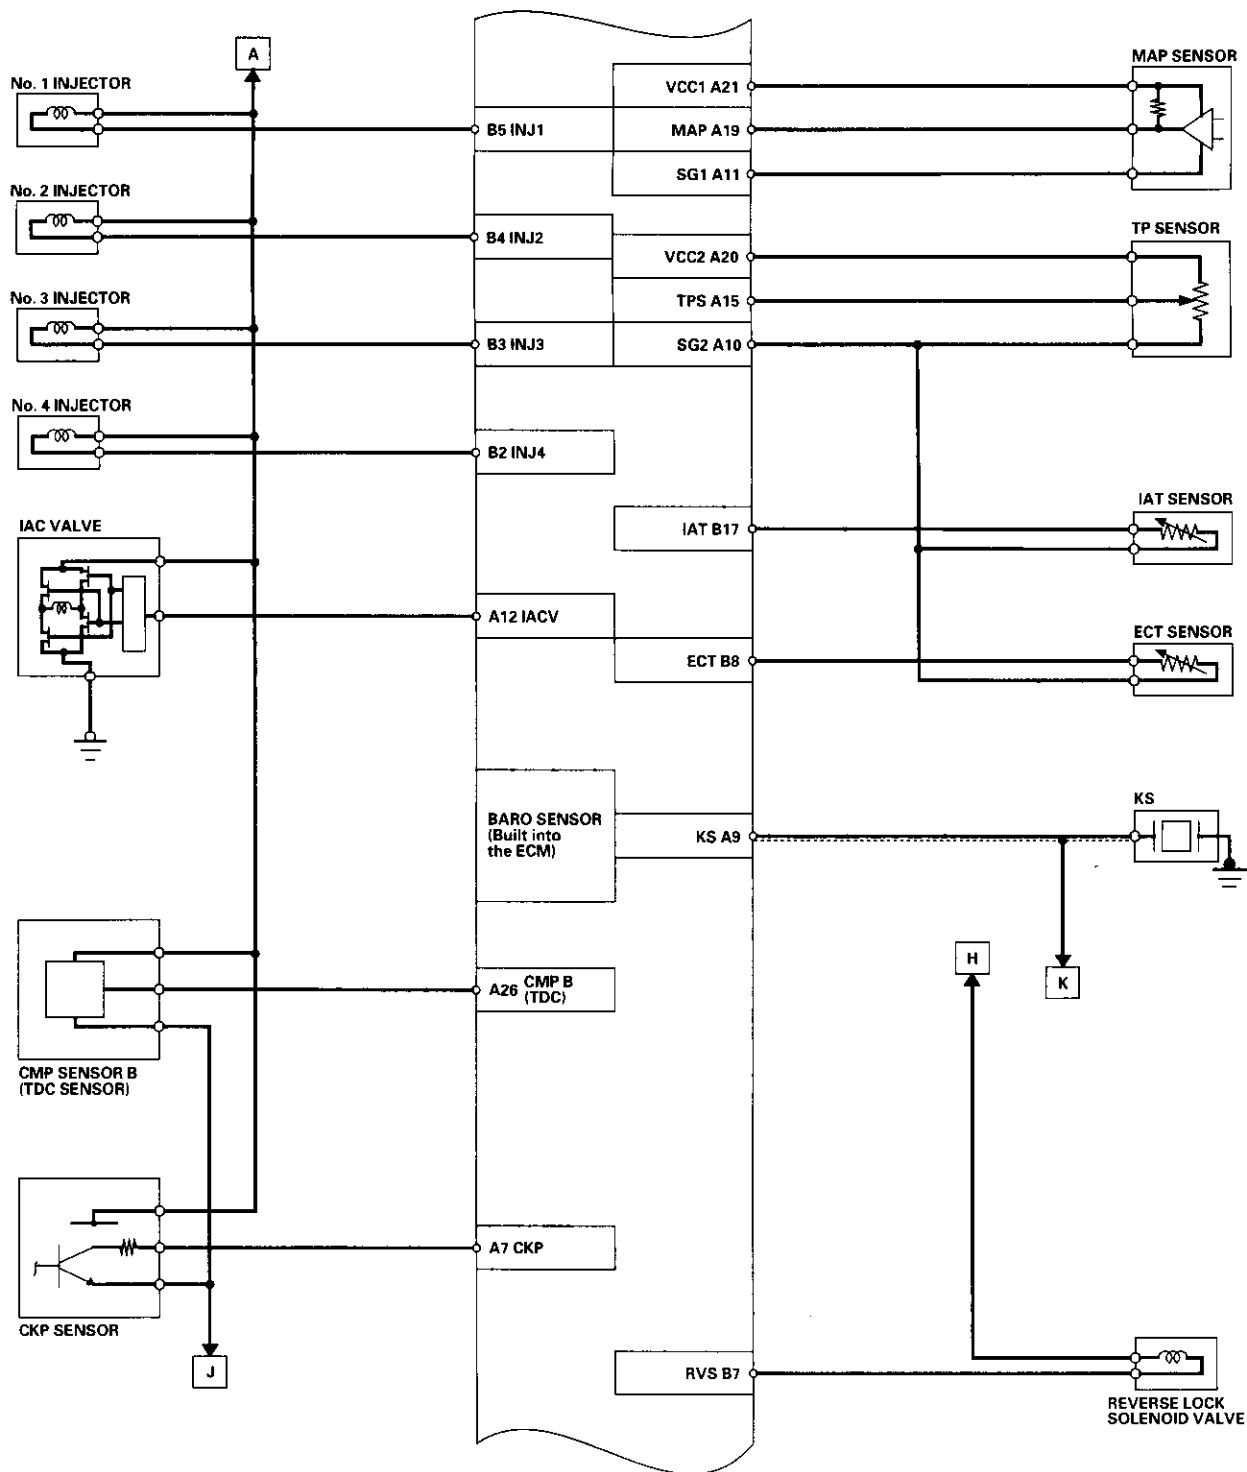 A
No. 1 INJECTOR
B5 INJ1
No. 2 INJECTOR
B4 INJ2
No. 3 INJECTOR
B3 INJ3
No. 4 INJECTOR
B2 INJ4
IAC VALVE
A12 IACV
BARO SENSOR
(Built into
the ECM)
A26 CMP B
(TDC)
CMP SENSOR B
(TDC SENSOR)
A7 CKP
CKP SENSOR
J
MAP SENSOR
VCC1 A21
MAP A19
SG1 A11
TP SENSOR
VCC2 A20
TPS A15
SG2 A10
IAT SENSOR
IAT B17
ECT SENSOR
ECT B8
KS
KS A9
H
K
RVS B7
REVERSE LOCK
SOLENOID VALVE